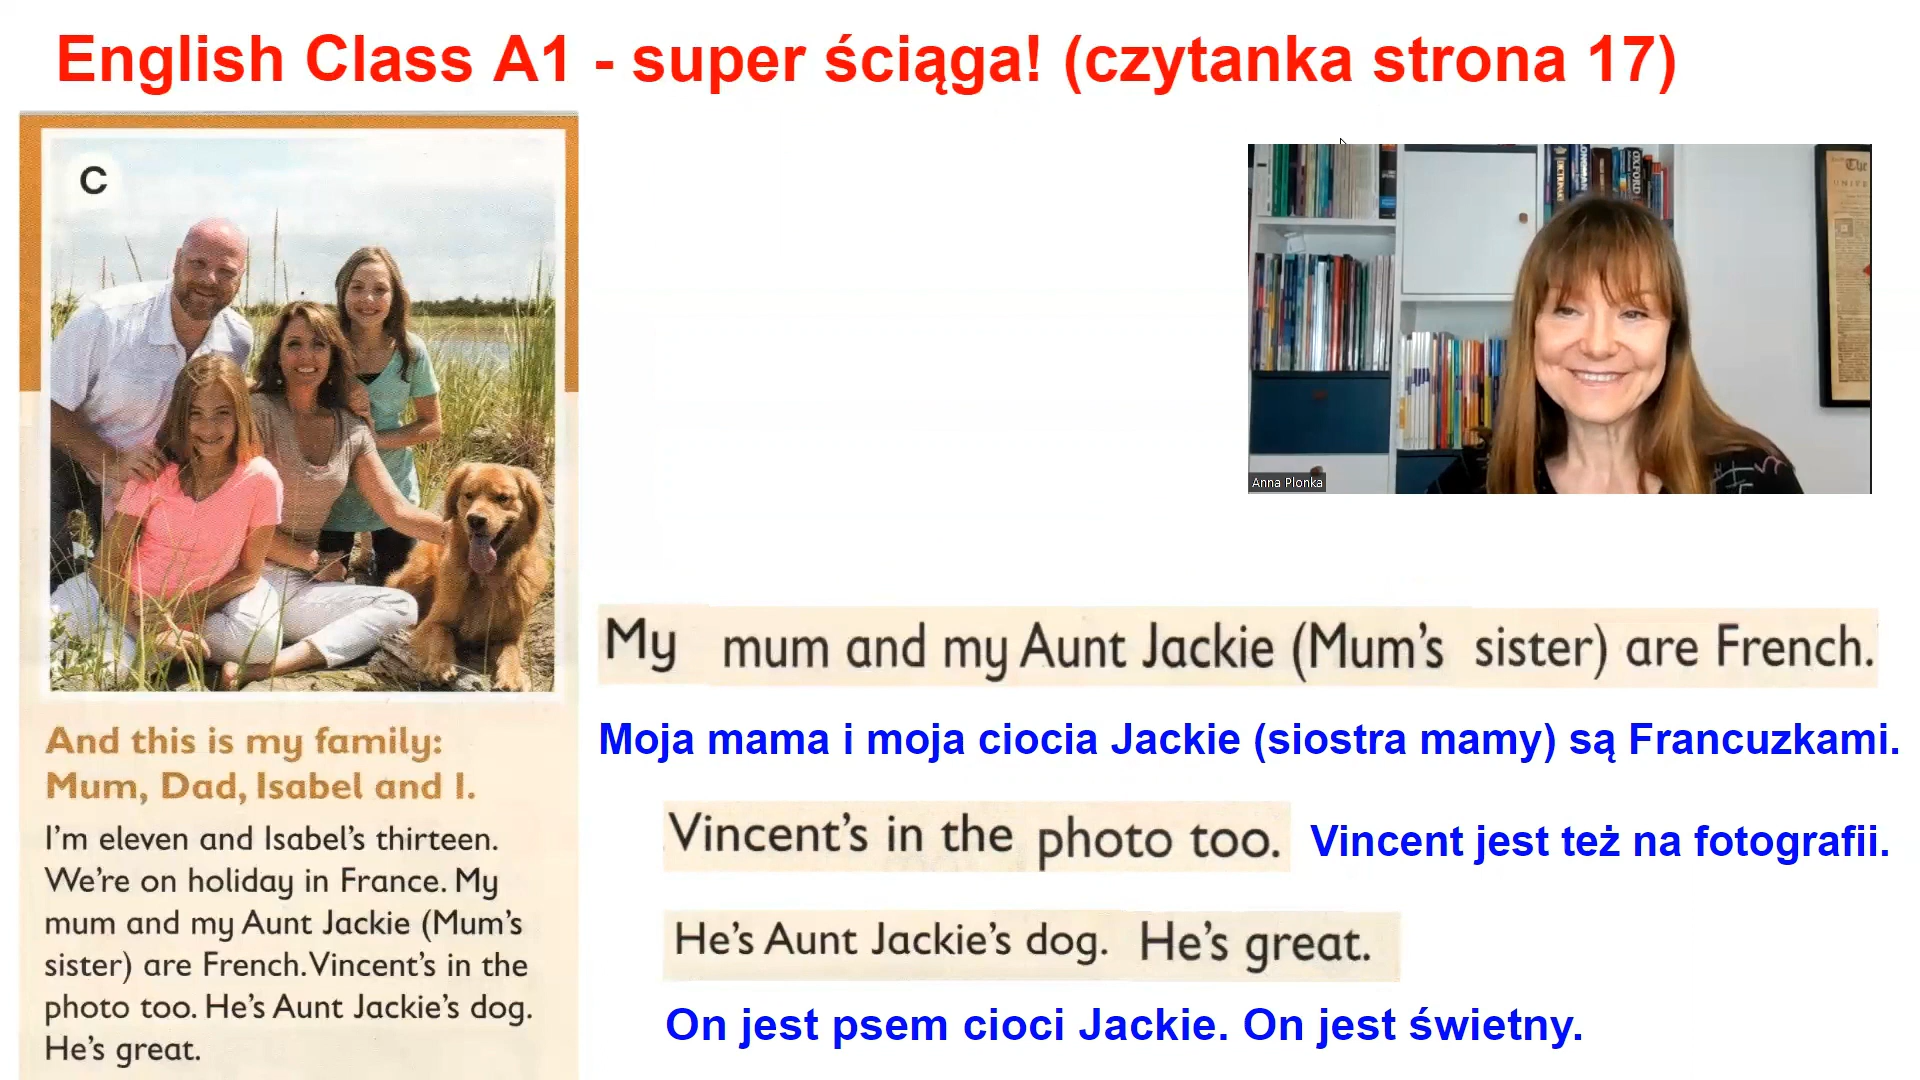 English Class A1 - super ściąga! (czytanka strona 17)
C
And this is my family:
Mum, Dad, Isabel and I.
I'm eleven and Isabel's thirteen.
We're on holiday in France. My
mum and my Aunt Jackie (Mum's
sister) are French. Vincent's in the
photo too. He's Aunt Jackie's dog.
He's great.
OXFORD
The
Anna Plonka
My mum and my Aunt Jackie (Mum's sister) are French.
Moja mama i moja ciocia Jackie (siostra mamy) są Francuzkami.
Vincent's in the photo too. Vincent jest też na fotografii.
He's Aunt Jackie's dog. He's great.
On jest psem cioci Jackie. On jest świetny.